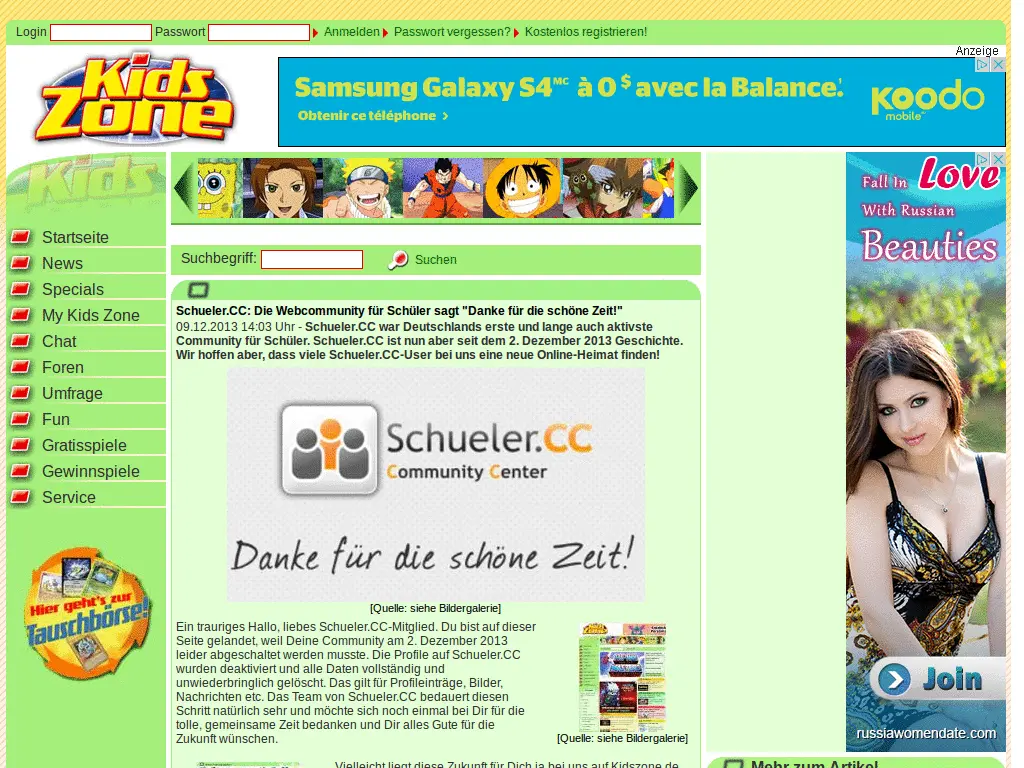 Login Passwort Anmelden Passwort vergessen? Kostenlos registrieren!
Anzeige
Kids
Zone
Samsung Galaxy S4MC à 0$ avec la Balance.¹
Obtenir ce téléphone >
koodo
mobile
Kids
Startseite
News
Specials
My Kids Zone
Chat
Foren
Umfrage
Fun
Gratisspiele
Gewinnspiele
Service
Hier geht's zur
Tauschbörse!
Suchbegriff: Suchen
Schueler.CC: Die Webcommunity für Schüler sagt "Danke für die schöne Zeit!"
09.12.2013 14:03 Uhr - Schueler.CC war Deutschlands erste und lange auch aktivste
Community für Schüler. Schueler.CC ist nun aber seit dem 2. Dezember 2013 Geschichte.
Wir hoffen aber, dass viele Schueler.CC-User bei uns eine neue Online-Heimat finden!
Schueler.CC
Community Center
Danke für die schöne Zeit!
[Quelle: siehe Bildergalerie]
Ein trauriges Hallo, liebes Schueler.CC-Mitglied. Du bist auf dieser
Seite gelandet, weil Deine Community am 2. Dezember 2013
leider abgeschaltet werden musste. Die Profile auf Schueler.CC
wurden deaktiviert und alle Daten vollständig und
unwiederbringlich gelöscht. Das gilt für Profileinträge, Bilder,
Nachrichten etc. Das Team von Schueler.CC bedauert diesen
Schritt natürlich sehr und möchte sich noch einmal bei Dir für die
tolle, gemeinsame Zeit bedanken und Dir alles Gute für die
Zukunft wünschen.
[Quelle: siehe Bildergalerie]
Vielleicht liegt diese Zukunft für Dich ja bei uns auf Kidszone.de
Fall In Love
With Russian
Beauties
Join
russiawomendate.com
Mehr zum Artikel